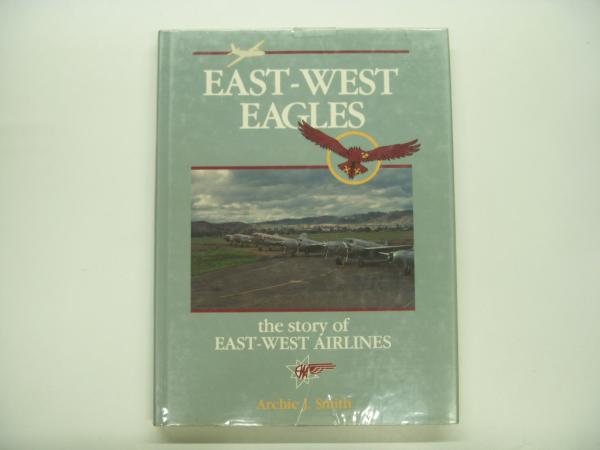 EAST-WEST
EAGLES
the story of
EAST-WEST AIRLINES
Archie J. Smith